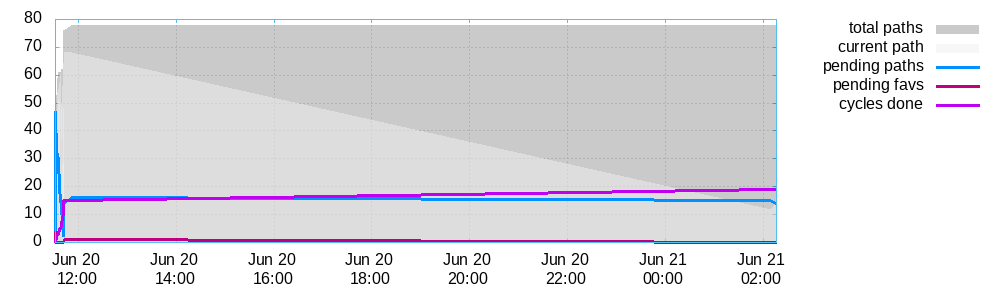 80
70
60
50
40
30
20
10
0
Jun 20 Jun 20 Jun 20 Jun 20 Jun 20 Jun 20 Jun 21 Jun 21
12:00 14:00 16:00 18:00 20:00 22:00 00:00 02:00
total paths
current path
pending paths
pending favs
cycles done